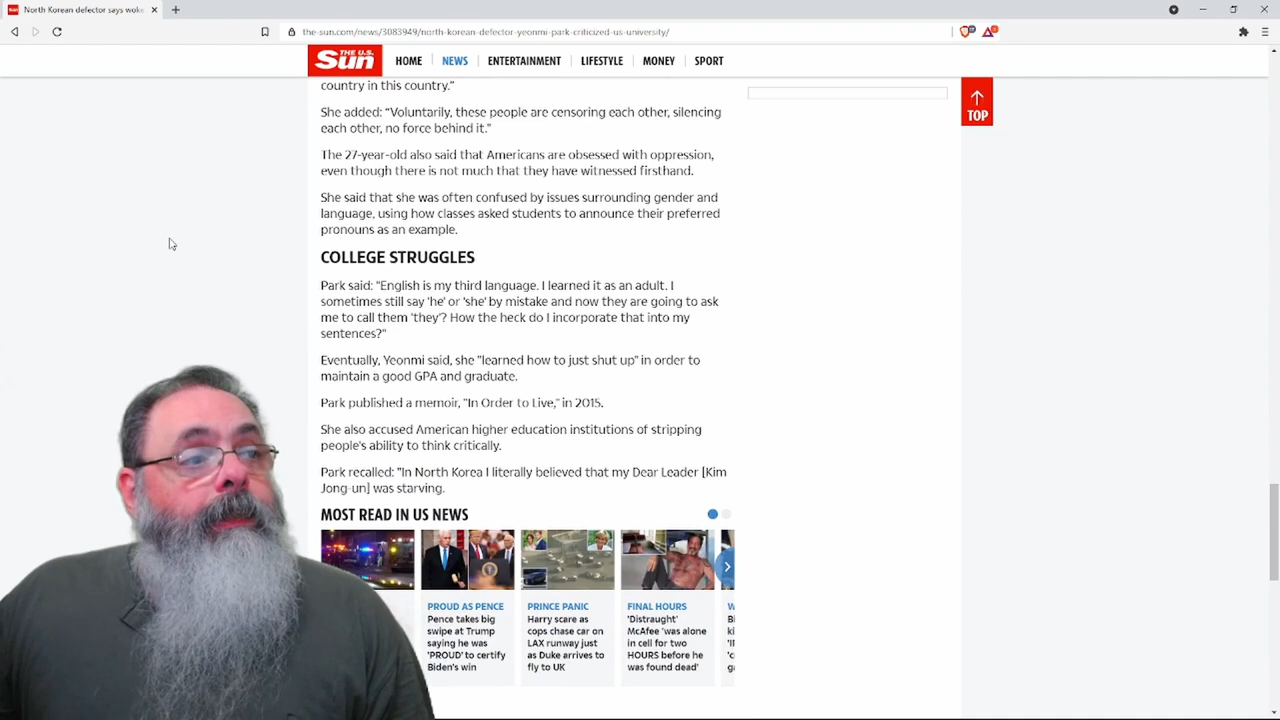 North Korean defector says woke
the-sun.com/news/3083949/north-korean-defector-yeonmi-park-criticized-us-university/
THE U.S.
Sun
HOME
NEWS
ENTERTAINMENT
LIFESTYLE
MONEY
SPORT
TOP
country in this country."
She added: “Voluntarily, these people are censoring each other, silencing
each other, no force behind it."
The 27-year-old also said that Americans are obsessed with oppression,
even though there is not much that they have witnessed firsthand.
She said that she was often confused by issues surrounding gender and
language, using how classes asked students to announce their preferred
pronouns as an example.
COLLEGE STRUGGLES
Park said: "English is my third language. I learned it as an adult. I
sometimes still say 'he' or 'she' by mistake and now they are going to ask
me to call them 'they'? How the heck do I incorporate that into my
sentences?"
Eventually, Yeonmi said, she "learned how to just shut up" in order to
maintain a good GPA and graduate.
Park published a memoir, "In Order to Live," in 2015.
She also accused American higher education institutions of stripping
people's ability to think critically.
Park recalled: "In North Korea I literally believed that my Dear Leader [Kim
Jong-un] was starving.
MOST READ IN US NEWS
PROUD AS PENCE
Pence takes big
swipe at Trump
saying he was
'PROUD' to certify
Biden's win
PRINCE PANIC
Harry scare as
cops chase car on
LAX runway just
as Duke arrives to
fly to UK
FINAL HOURS
'Distraught'
McAfee 'was alone
in cell for two
HOURS before he
was found dead'